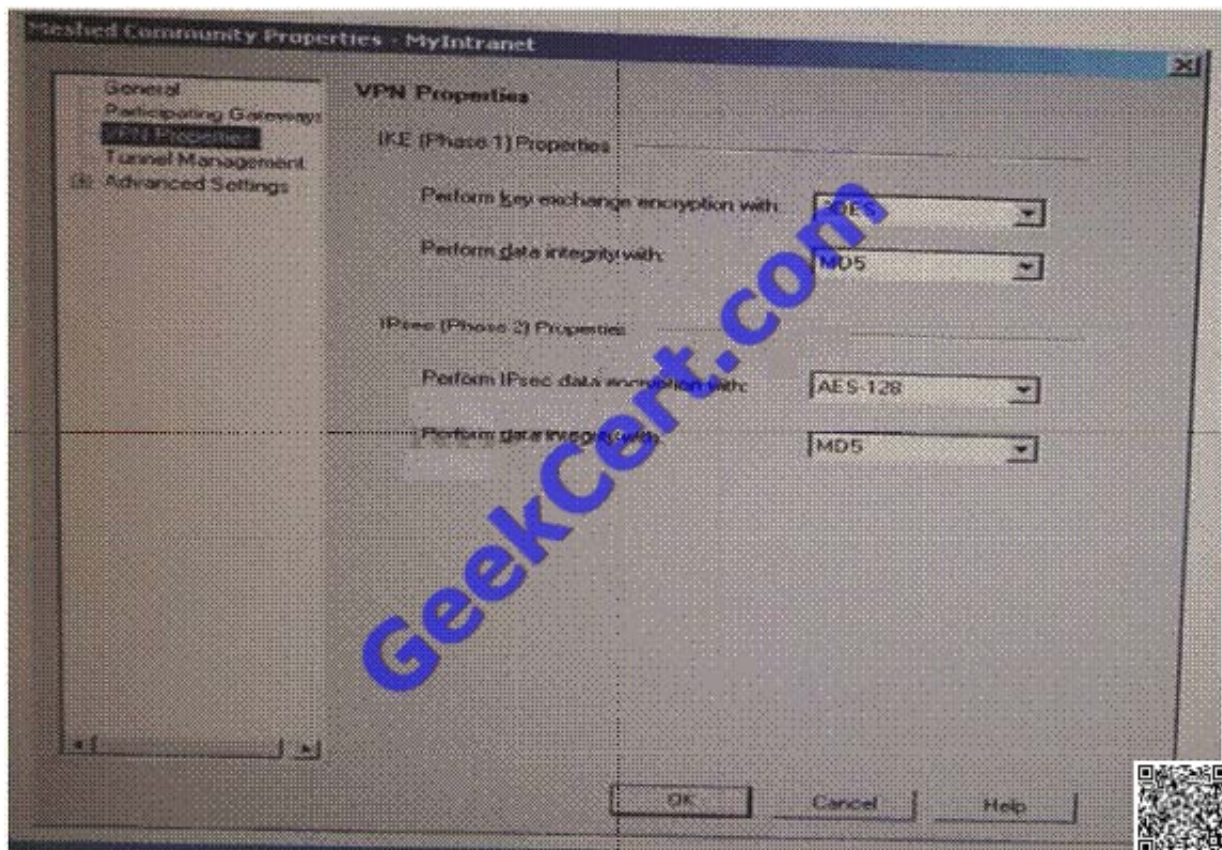 Meshed Community Properties - MyIntranet
General
Participating Gateways
VPN Properties
Tunnel Management
Advanced Settings
VPN Properties
IKE (Phase 1) Properties
Perform key exchange encryption with:
3DES
Perform data integrity with:
MD5
IPsec (Phase 2) Properties
Perform IPsec data encryption with:
AES-128
Perform data integrity with:
MD5
OK
Cancel
Help
GeekCert.com